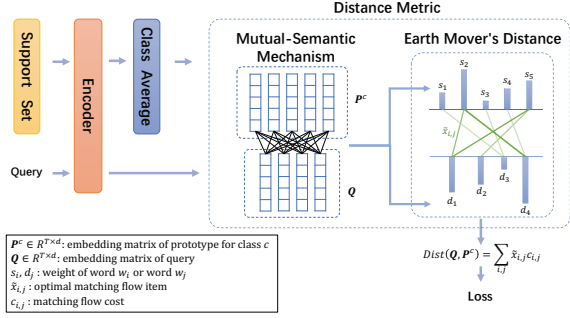 Distance Metric
Support Set
Encoder
Class Average
Mutual-Semantic
Mechanism
Earth Mover's Distance
P^c
Q
s_1
s_2
s_3
s_4
s_5
x̃_{i,j}
d_1
d_2
d_3
d_4
Query
P^c ∈ R^{T×d} : embedding matrix of prototype for class c
Q ∈ R^{T×d} : embedding matrix of query
s_i, d_j : weight of word w_i or word w_j
x̃_{i,j} : optimal matching flow item
c_{i,j} : matching flow cost
Dist(Q, P^c) = ∑_{i,j} x̃_{i,j} c_{i,j}
Loss